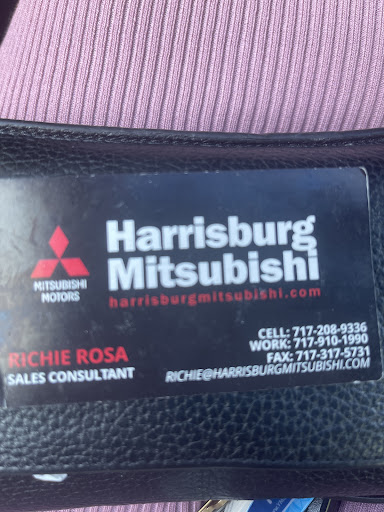 Harrisburg
Mitsubishi
harrisburgmitsubishi.com
MITSUBISHI
MOTORS
CELL: 717-208-9336
WORK: 717-910-1990
FAX: 717-317-5731
RICHIE@HARRISBURGMITSUBISHI.COM
RICHIE ROSA
SALES CONSULTANT